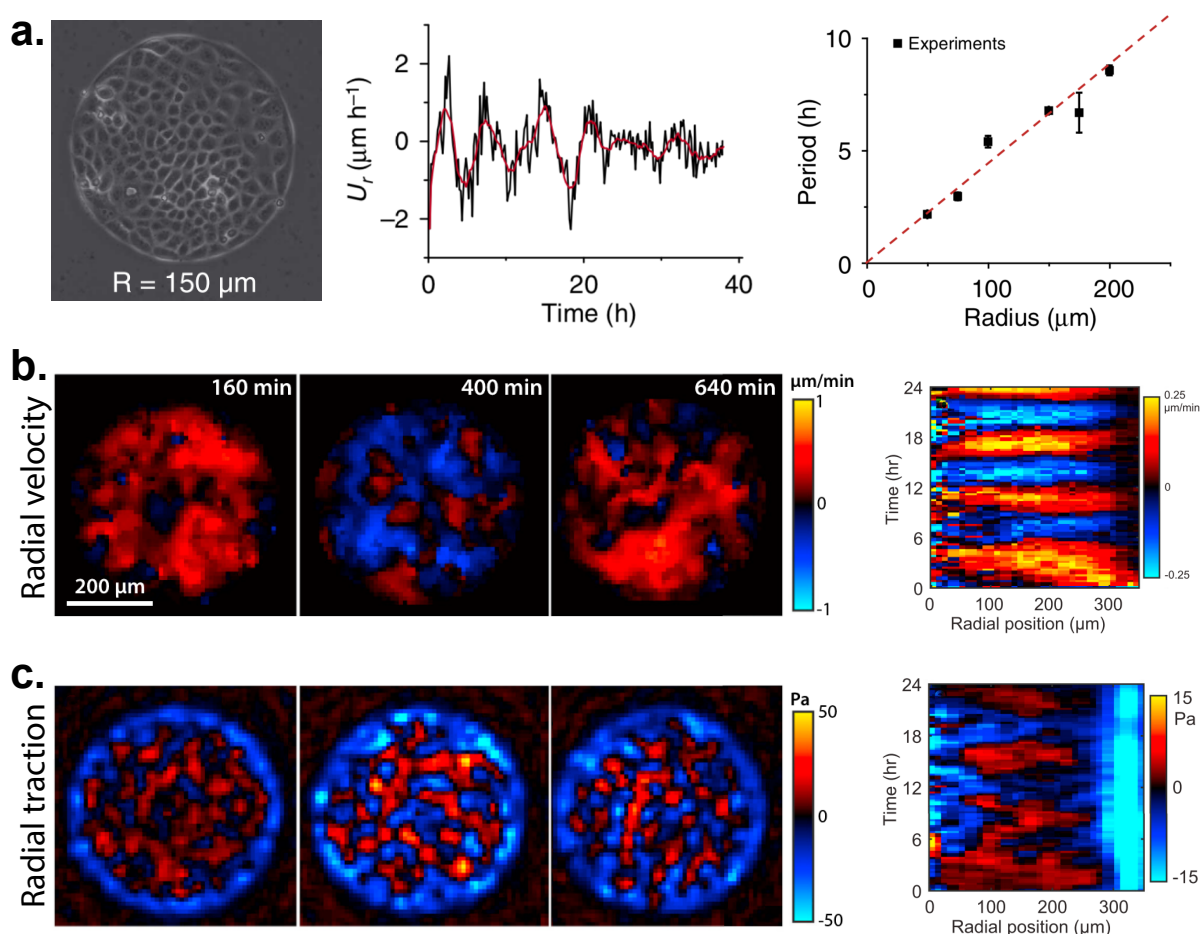 a.
R = 150 µm
Uᵣ (µm h⁻¹)
2
0
−2
0
20
40
Time (h)
Experiments
Period (h)
10
5
0
0
100
200
Radius (µm)
b.
Radial velocity
160 min
400 min
640 min
200 µm
µm/min
1
0
-1
Time (hr)
24
18
12
6
0
0
100
200
300
Radial position (µm)
0.25
µm/min
0
-0.25
c.
Radial traction
Pa
50
0
-50
Time (hr)
24
18
12
6
0
0
100
200
300
Radial position (µm)
15
Pa
0
-15